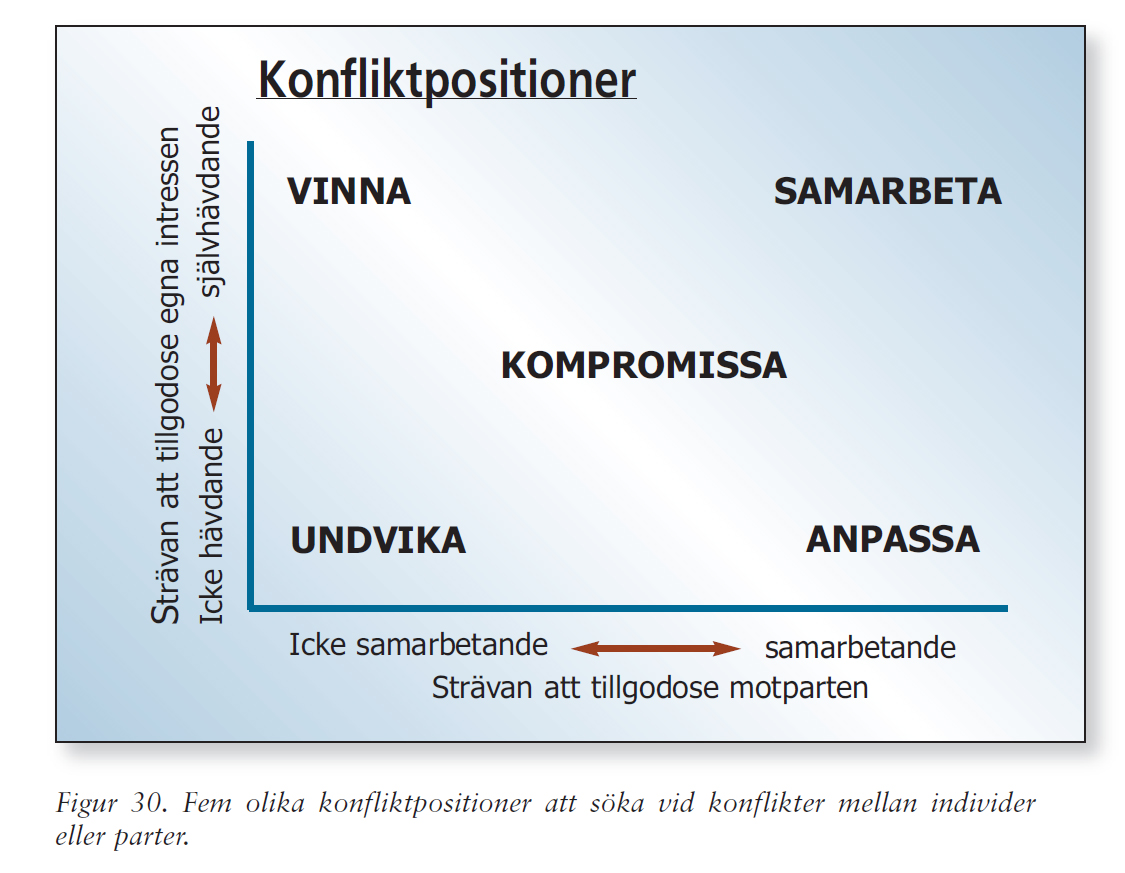 Konfliktpositioner
Strävan att tillgodose egna intressen
Icke hävdande
självhävdande
VINNA
SAMARBETA
KOMPROMISSA
UNDVIKA
ANPASSA
Icke samarbetande
samarbetande
Strävan att tillgodose motparten
Figur 30. Fem olika konfliktpositioner att söka vid konflikter mellan individer
eller parter.